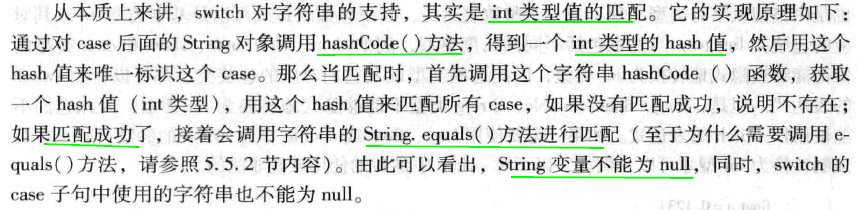 从本质上来讲，switch 对字符串的支持，其实是 int 类型值的匹配。它的实现原理如下：
通过对 case 后面的 String 对象调用 hashCode( )方法，得到一个 int 类型的 hash 值，然后用这个
hash 值来唯一标识这个 case。那么当匹配时，首先调用这个字符串 hashCode（）函数，获取
一个 hash 值（int 类型），用这个 hash 值来匹配所有 case，如果没有匹配成功，说明不存在；
如果匹配成功了，接着会调用字符串的 String. equals( )方法进行匹配（至于为什么需要调用 e-
quals( )方法，请参照 5.5.2 节内容）。由此可以看出，String 变量不能为 null，同时，switch 的
case 子句中使用的字符串也不能为 null。